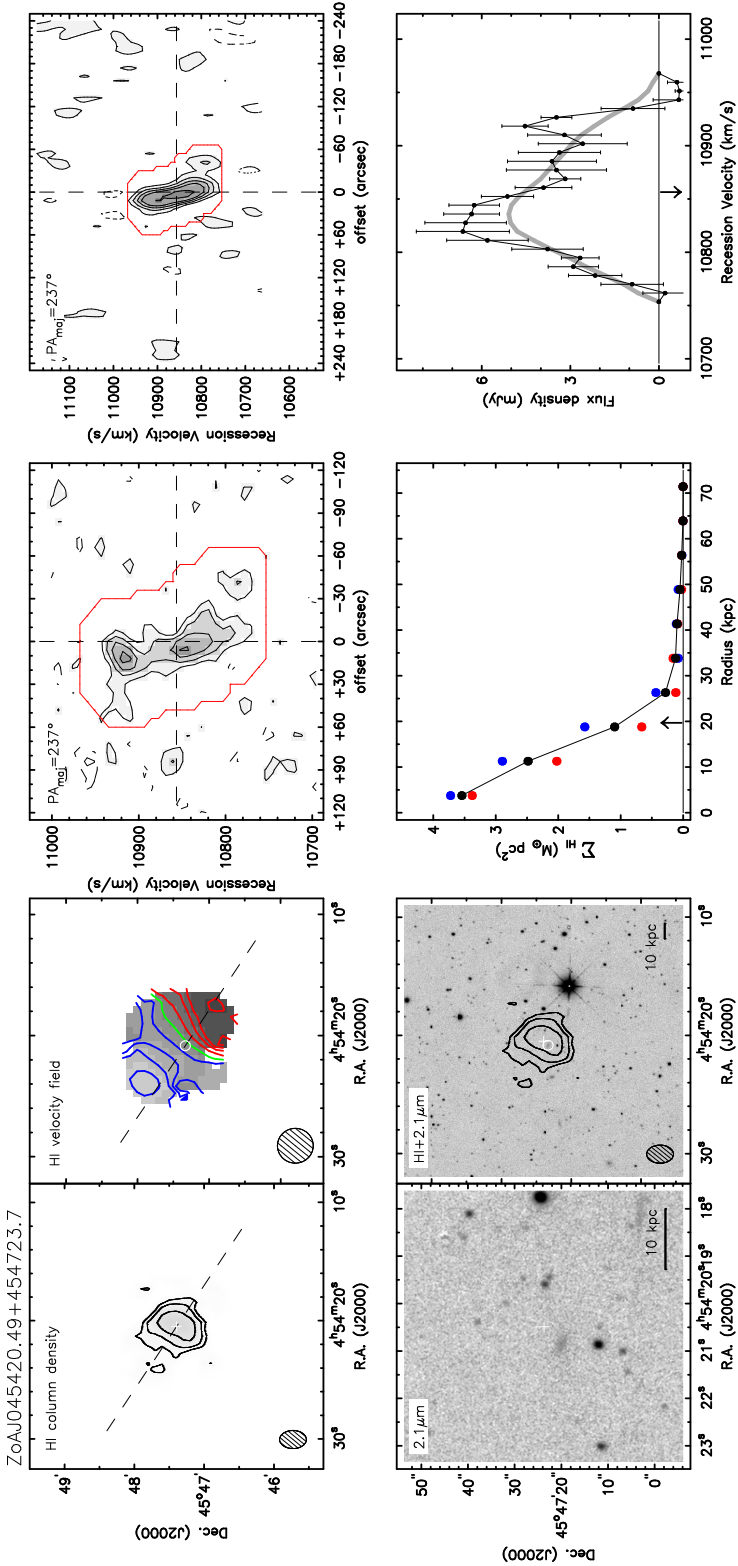 ZoAJ045420.49+454723.7
HI column density
49'
48'
45°47'
46'
Dec. (J2000)
30ˢ
4ʰ54ᵐ20ˢ
10ˢ
R.A. (J2000)
HI velocity field
30ˢ
4ʰ54ᵐ20ˢ
10ˢ
R.A. (J2000)
PAmaj=237°
11000
10900
10800
10700
Recession Velocity (km/s)
+120 +90 +60 +30 0 −30 −60 −90 −120
offset (arcsec)
PAmaj=237°
11100
11000
10900
10800
10700
10600
Recession Velocity (km/s)
+240 +180 +120 +60 0 −60 −120 −180 −240
offset (arcsec)
2.1μm
50"
40"
30"
45°47'20"
10"
0"
Dec. (J2000)
10 kpc
23ˢ 22ˢ 21ˢ 4ʰ54ᵐ20ˢ 19ˢ 18ˢ
R.A. (J2000)
HI+2.1μm
10 kpc
30ˢ
4ʰ54ᵐ20ˢ
10ˢ
R.A. (J2000)
4
3
2
1
0
Σ HI (M⊙ pc²)
0 10 20 30 40 50 60 70
Radius (kpc)
6
3
0
Flux density (mJy)
10700 10800 10900 11000
Recession Velocity (km/s)